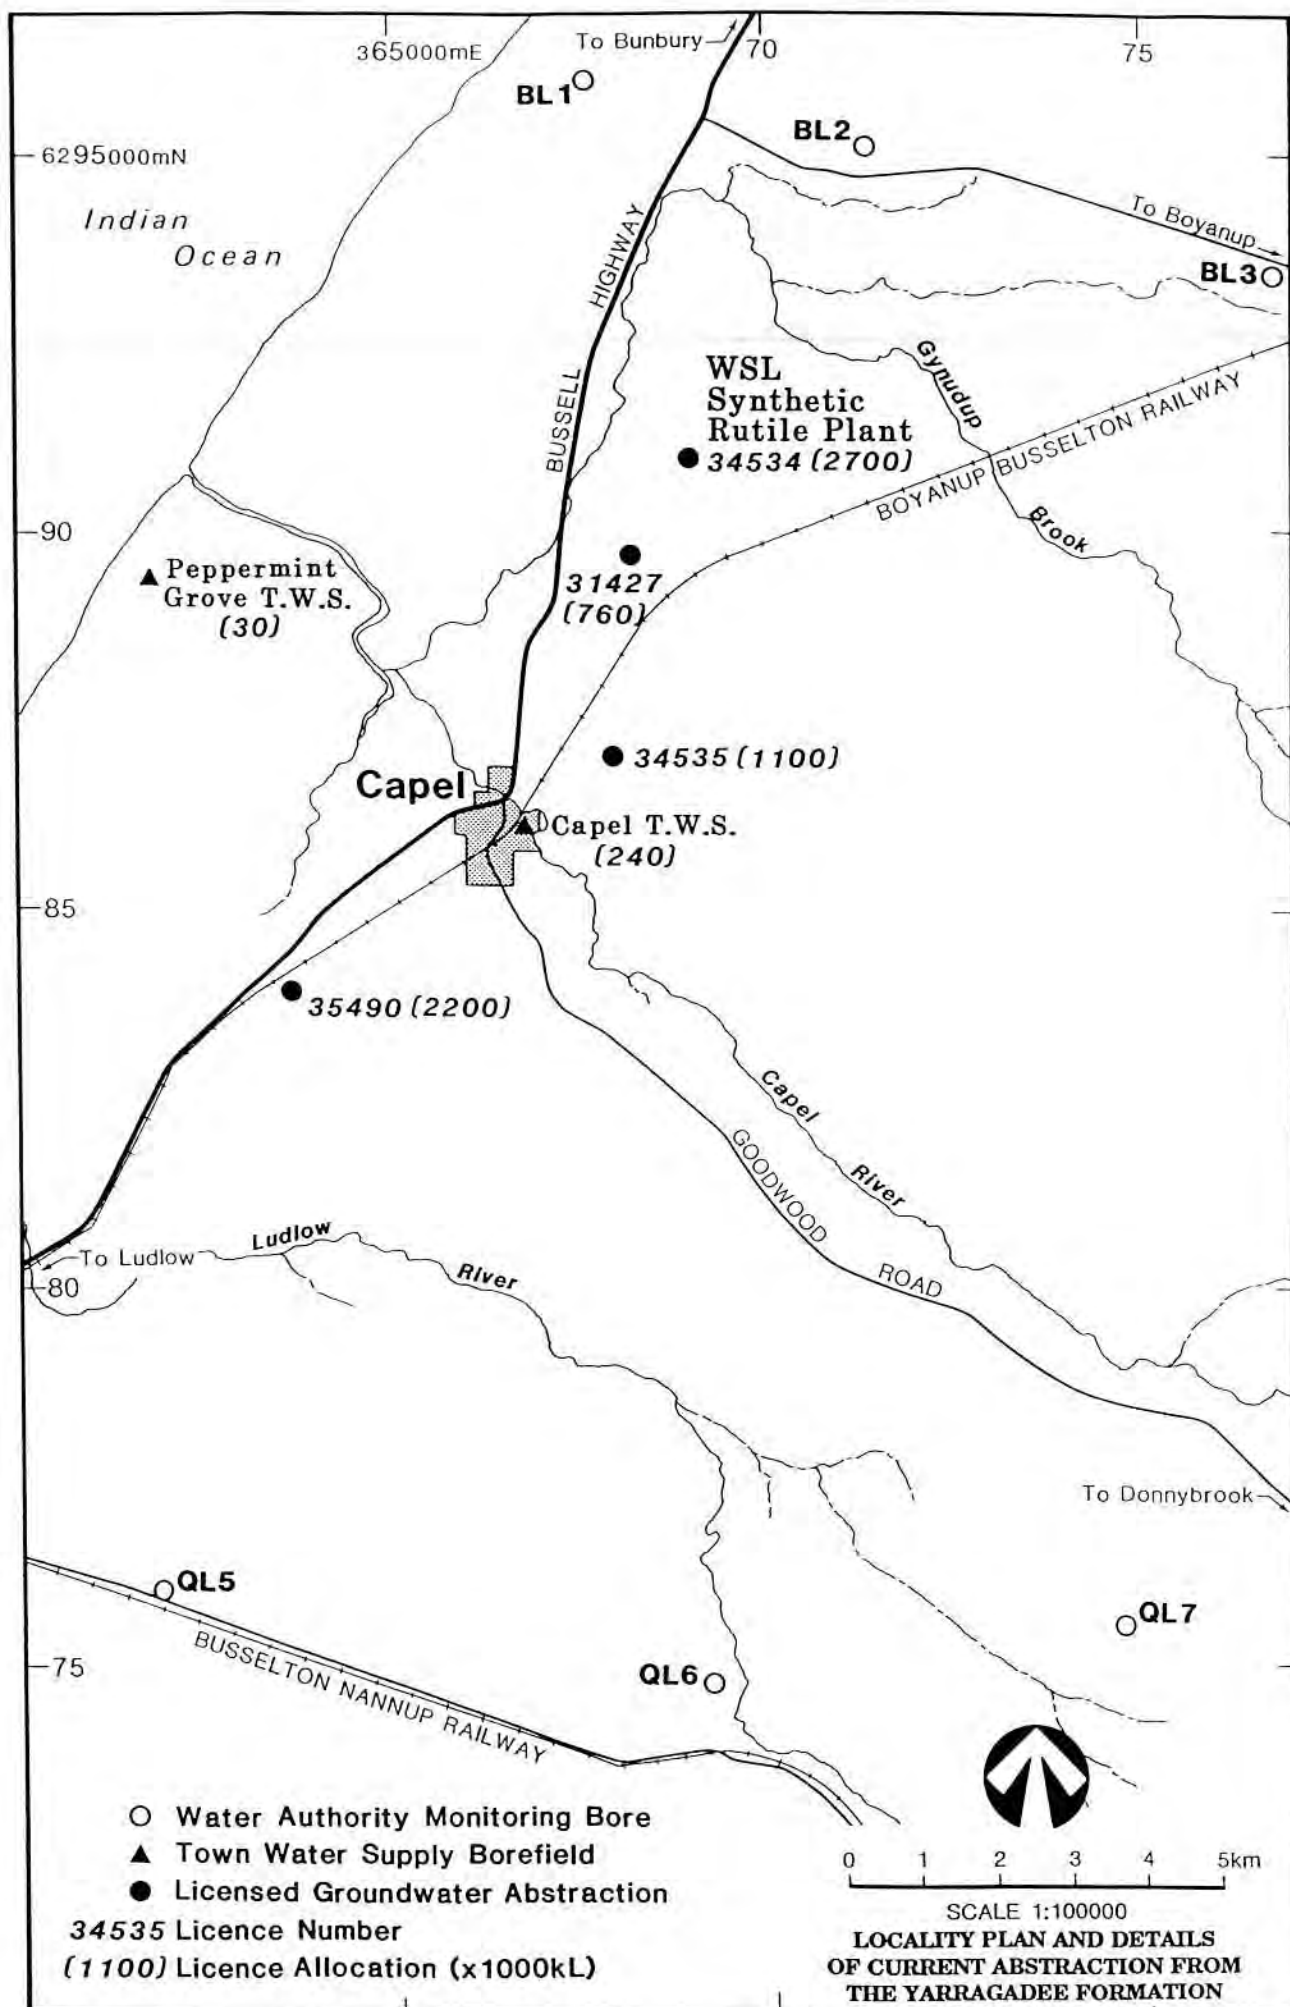 365000mE
To Bunbury
70
75
BL1
BL2
6295000mN
Indian
Ocean
To Boyanup
BL3
HIGHWAY
BUSSELL
WSL
Synthetic
Rutile Plant
34534 (2700)
Gynudup
Brook
BOYANUP BUSSELTON RAILWAY
90
Peppermint
Grove T.W.S.
(30)
31427
(760)
34535 (1100)
Capel
Capel T.W.S.
(240)
85
35490 (2200)
Capel
River
GOODWOOD
ROAD
Ludlow
River
To Ludlow
80
To Donnybrook
QL5
QL7
BUSSELTON NANNUP RAILWAY
75
QL6
Water Authority Monitoring Bore
Town Water Supply Borefield
Licensed Groundwater Abstraction
34535 Licence Number
(1100) Licence Allocation (x1000kL)
0 1 2 3 4 5km
SCALE 1:100000
LOCALITY PLAN AND DETAILS
OF CURRENT ABSTRACTION FROM
THE YARRAGADEE FORMATION